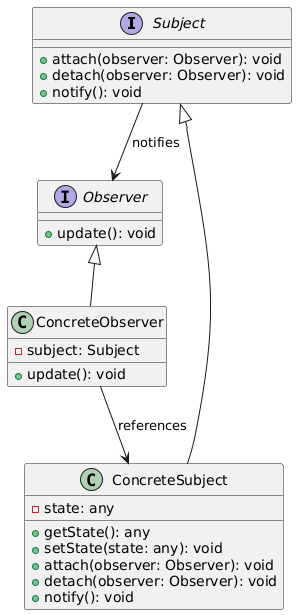 I Subject
+ attach(observer: Observer): void
+ detach(observer: Observer): void
+ notify(): void
notifies
I Observer
+ update(): void
C ConcreteObserver
- subject: Subject
+ update(): void
references
C ConcreteSubject
- state: any
+ getState(): any
+ setState(state: any): void
+ attach(observer: Observer): void
+ detach(observer: Observer): void
+ notify(): void